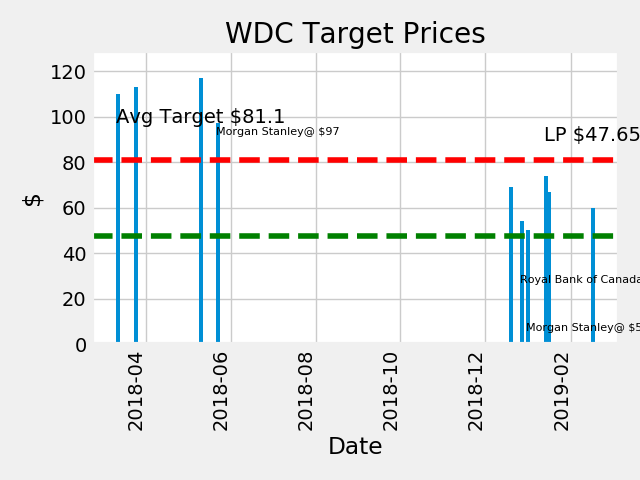 WDC Target Prices
120
100
80
60
40
20
0
$
Avg Target $81.1
Morgan Stanley@ $97
LP $47.65
Royal Bank of Canada
Morgan Stanley@ $5
2018-04
2018-06
2018-08
2018-10
2018-12
2019-02
Date